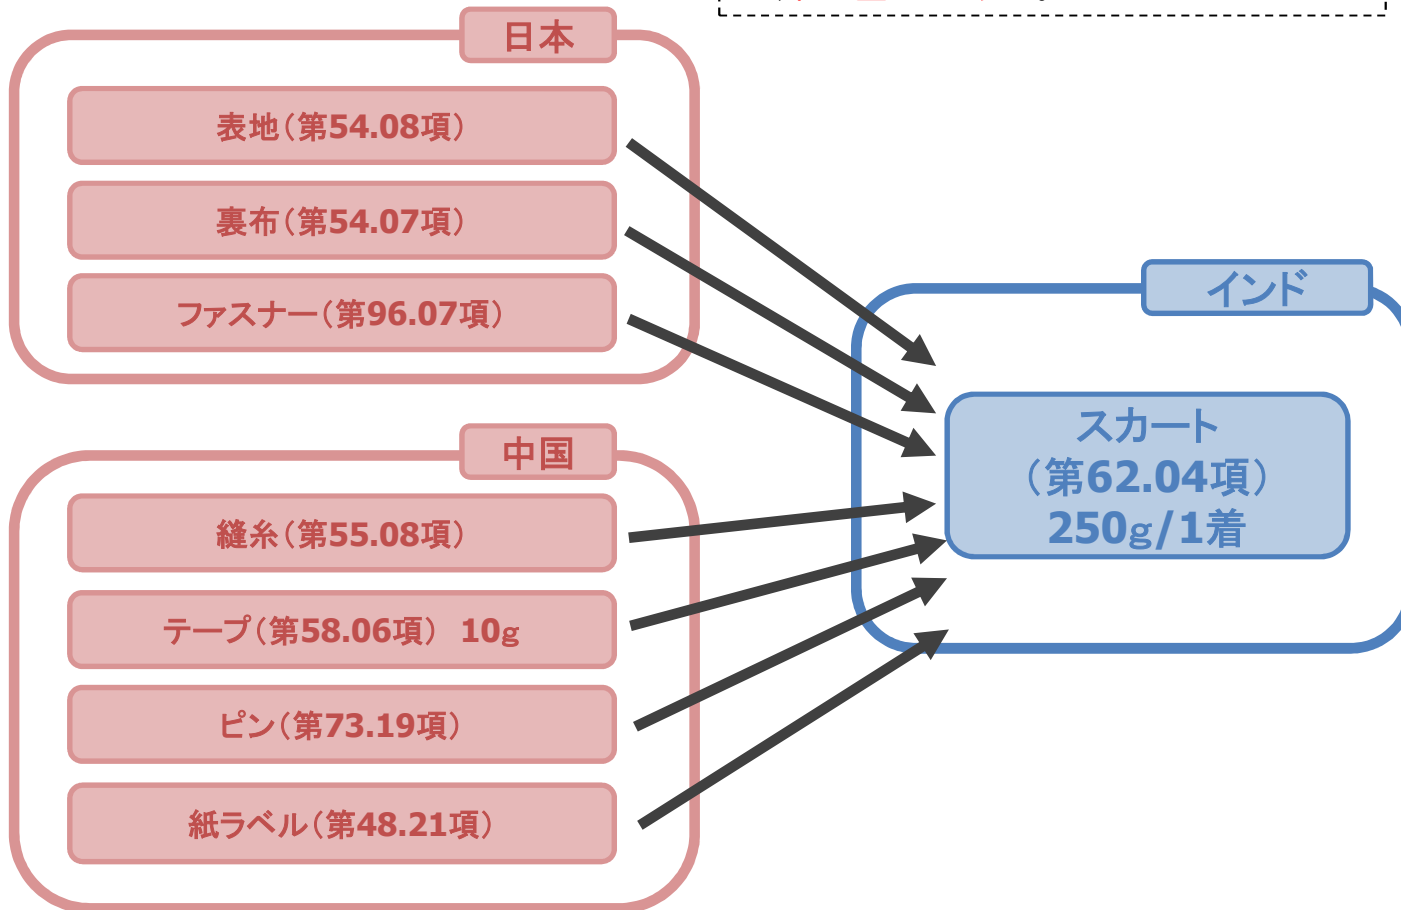 日本
表地（第54.08項）
裏布（第54.07項）
ファスナー（第96.07項）
中国
縫糸（第55.08項）
テープ（第58.06項） 10g
ピン（第73.19項）
紙ラベル（第48.21項）
インド
スカート
（第62.04項）
250g/1着